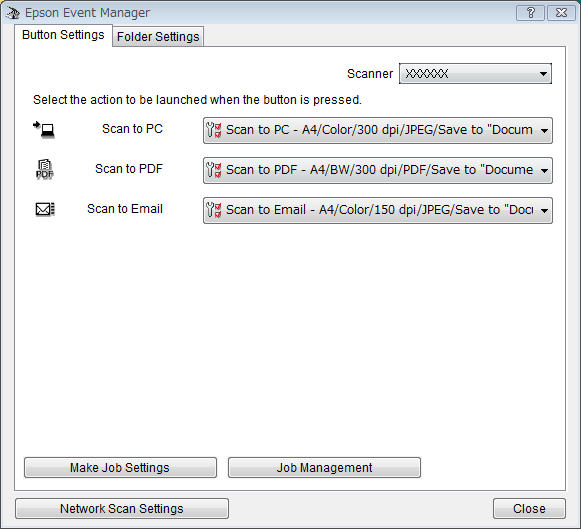 Epson Event Manager
Button Settings Folder Settings
Scanner XXXXXX
Select the action to be launched when the button is pressed.
Scan to PC Scan to PC - A4/Color/300 dpi/JPEG/Save to "Docum
PDF Scan to PDF Scan to PDF - A4/BW/300 dpi/PDF/Save to "Docume
Scan to Email Scan to Email - A4/Color/150 dpi/JPEG/Save to "Docu
Make Job Settings Job Management
Network Scan Settings Close